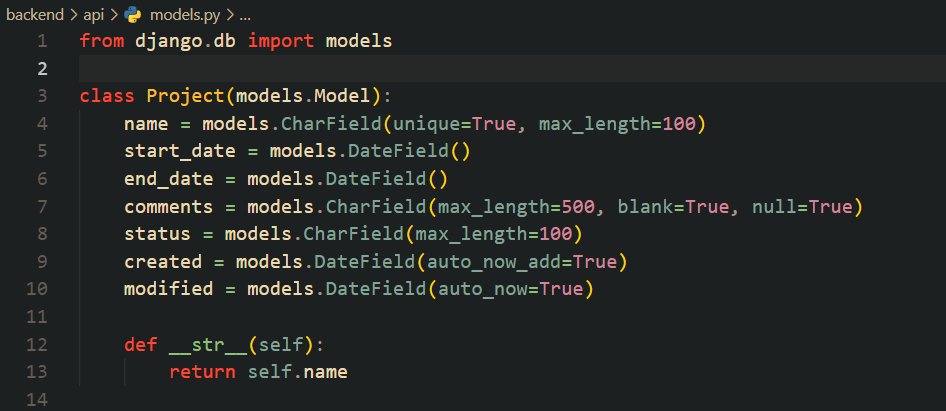 backend > api > models.py > ...
1 from django.db import models
2
3 class Project(models.Model):
4     name = models.CharField(unique=True, max_length=100)
5     start_date = models.DateField()
6     end_date = models.DateField()
7     comments = models.CharField(max_length=500, blank=True, null=True)
8     status = models.CharField(max_length=100)
9     created = models.DateField(auto_now_add=True)
10     modified = models.DateField(auto_now=True)
11
12     def __str__(self):
13         return self.name
14